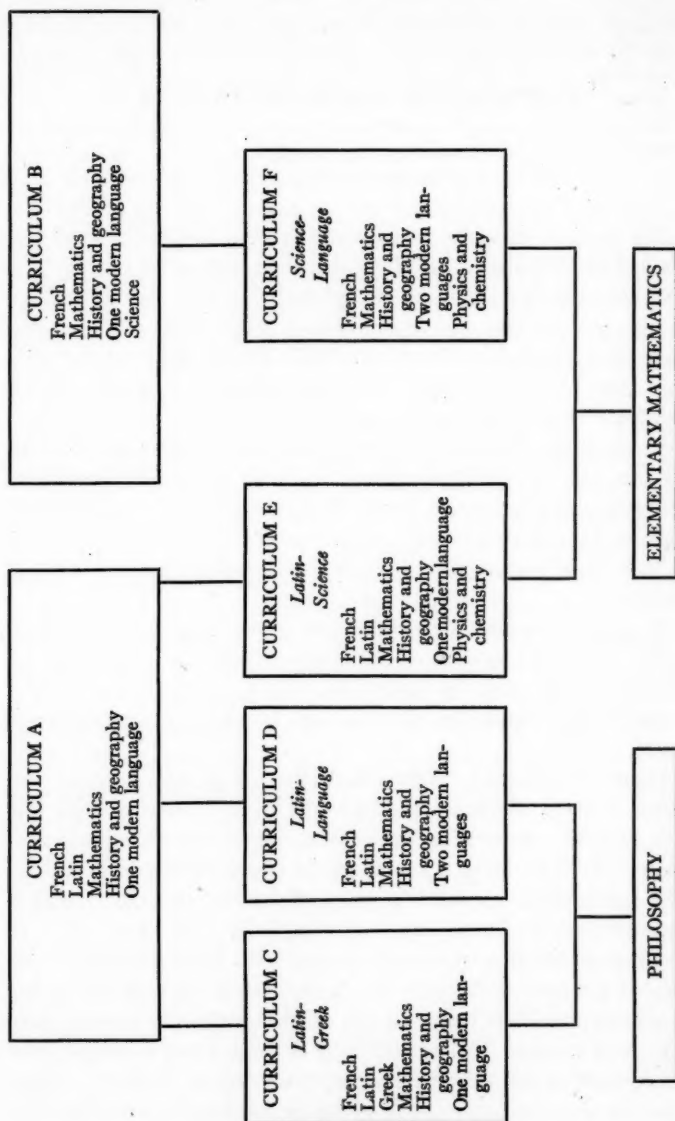 CURRICULUM A
French
Latin
Mathematics
History and geography
One modern language
CURRICULUM B
French
Mathematics
History and geography
One modern language
Science
CURRICULUM C
Latin-
Greek
French
Latin
Greek
Mathematics
History and
geography
One modern lan-
guage
CURRICULUM D
Latin-
Language
French
Latin
Mathematics
History and
geography
Two modern lan-
guages
CURRICULUM E
Latin-
Science
French
Latin
Mathematics
History and
geography
One modern language
Physics and
chemistry
CURRICULUM F
Science-
Language
French
Mathematics
History and
geography
Two modern lan-
guages
Physics and
chemistry
PHILOSOPHY
ELEMENTARY MATHEMATICS